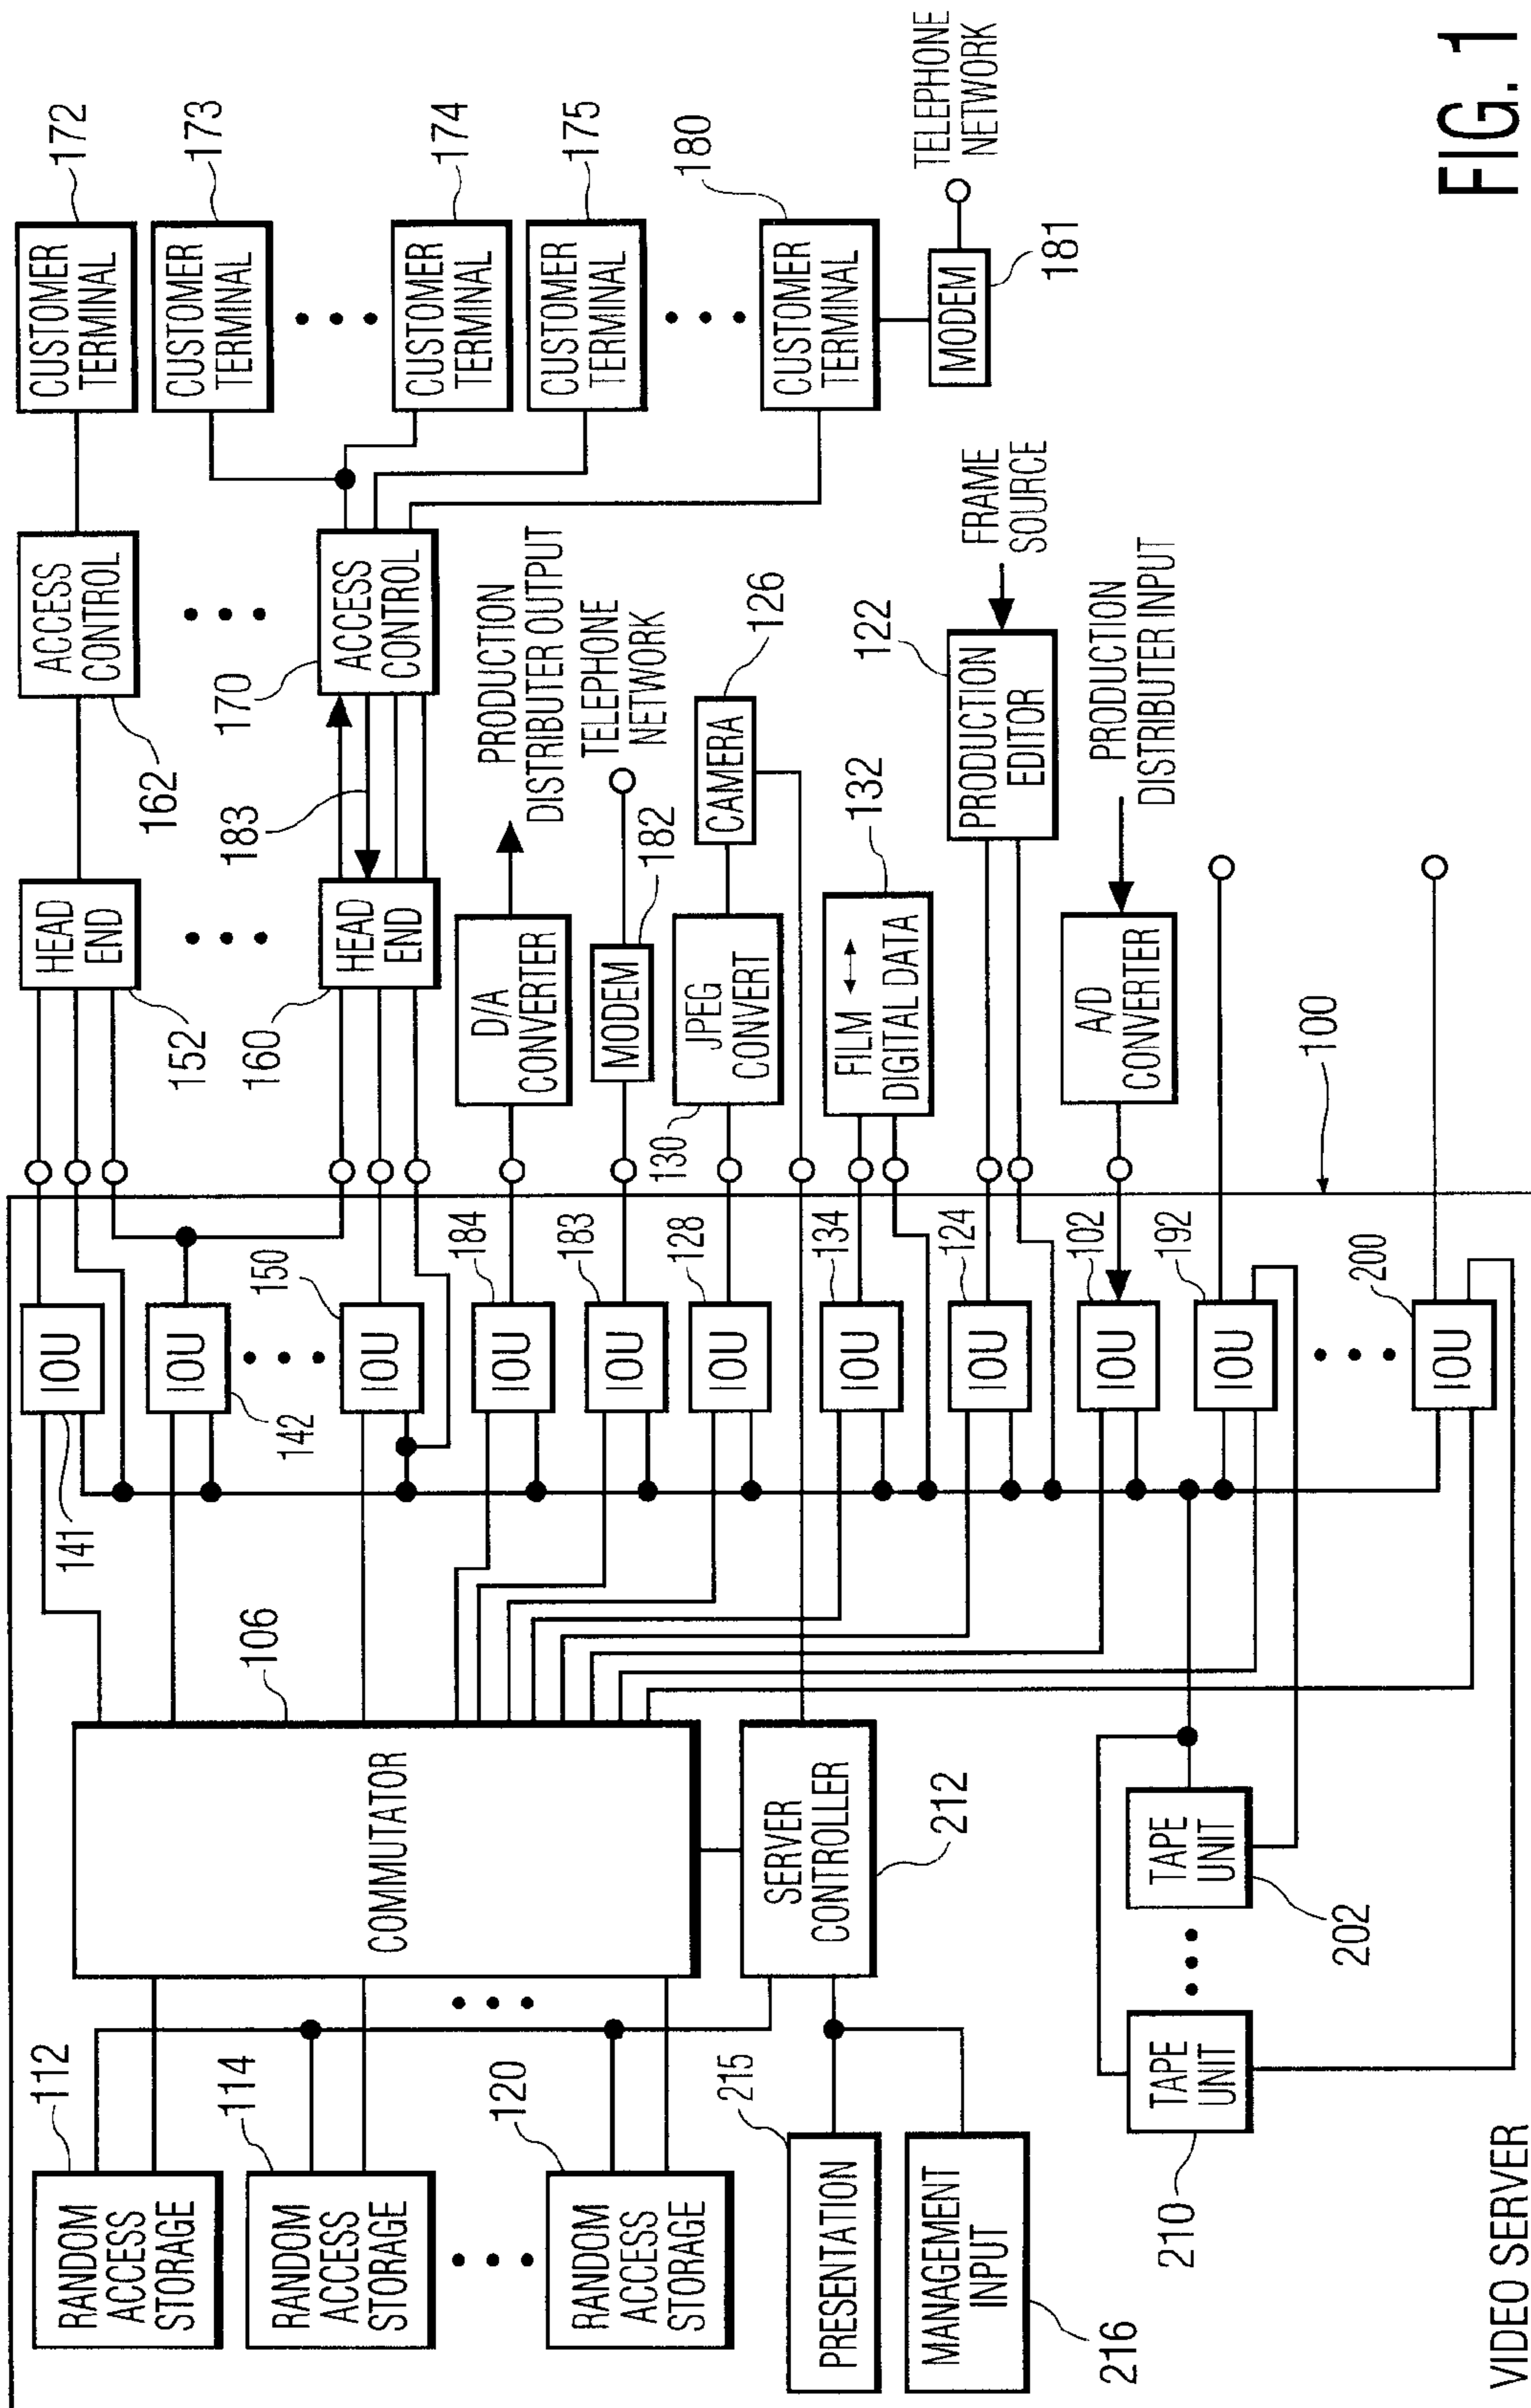 RANDOM
ACCESS
STORAGE
112
RANDOM
ACCESS
STORAGE
114
RANDOM
ACCESS
STORAGE
120
PRESENTATION
215
MANAGEMENT
INPUT
216
COMMUTATOR
106
SERVER
CONTROLLER
212
TAPE
UNIT
210
TAPE
UNIT
202
VIDEO SERVER
100
IOU
141
IOU
142
IOU
150
IOU
184
IOU
183
IOU
128
IOU
134
IOU
124
IOU
102
IOU
192
IOU
200
HEAD
END
152
HEAD
END
160
D/A
CONVERTER
PRODUCTION
DISTRIBUTER OUTPUT
MODEM
182
TELEPHONE
NETWORK
JPEG
CONVERT
130
CAMERA
126
FILM ↔
DIGITAL DATA
132
PRODUCTION
EDITOR
122
FRAME
SOURCE
A/D
CONVERTER
PRODUCTION
DISTRIBUTER INPUT
ACCESS
CONTROL
162
183
ACCESS
CONTROL
170
CUSTOMER
TERMINAL
172
CUSTOMER
TERMINAL
173
CUSTOMER
TERMINAL
174
CUSTOMER
TERMINAL
175
CUSTOMER
TERMINAL
180
MODEM
181
TELEPHONE
NETWORK
FIG. 1